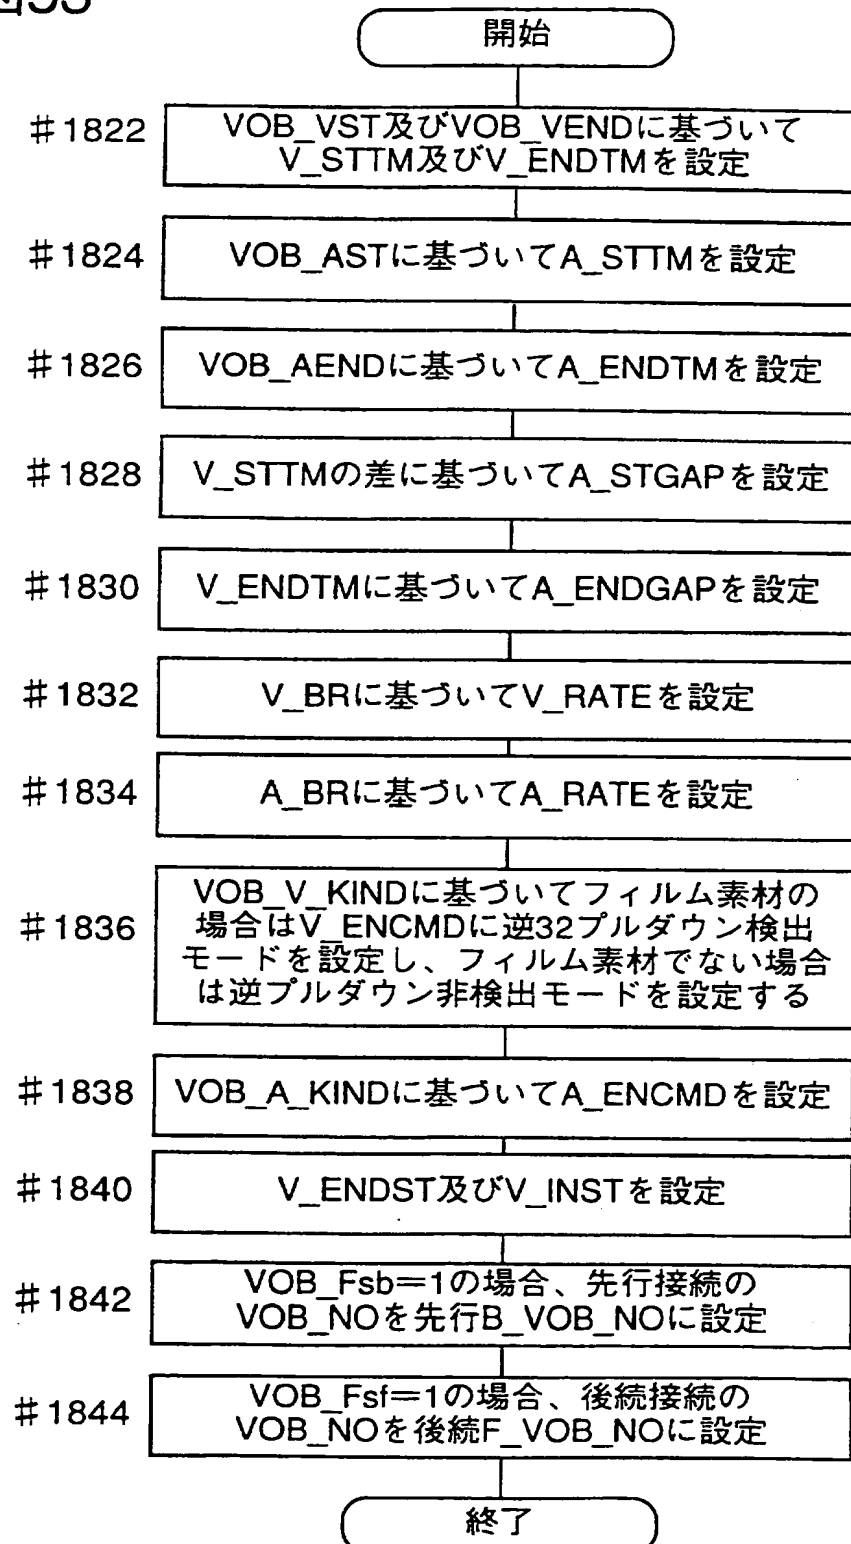 図53
開始
#1822
VOB_VST及びVOB_VENDに基づいて
V_STTM及びV_ENDTMを設定
#1824
VOB_ASTに基づいてA_STTMを設定
#1826
VOB_AENDに基づいてA_ENDTMを設定
#1828
V_STTMの差に基づいてA_STGAPを設定
#1830
V_ENDTMに基づいてA_ENDGAPを設定
#1832
V_BRに基づいてV_RATEを設定
#1834
A_BRに基づいてA_RATEを設定
#1836
VOB_V_KINDに基づいてフィルム素材の
場合はV_ENCMDに逆32プルダウン検出
モードを設定し、フィルム素材でない場合
は逆プルダウン非検出モードを設定する
#1838
VOB_A_KINDに基づいてA_ENCMDを設定
#1840
V_ENDST及びV_INSTを設定
#1842
VOB_Fsb=1の場合、先行接続の
VOB_NOを先行B_VOB_NOに設定
#1844
VOB_Fsf=1の場合、後続接続の
VOB_NOを後続F_VOB_NOに設定
終了